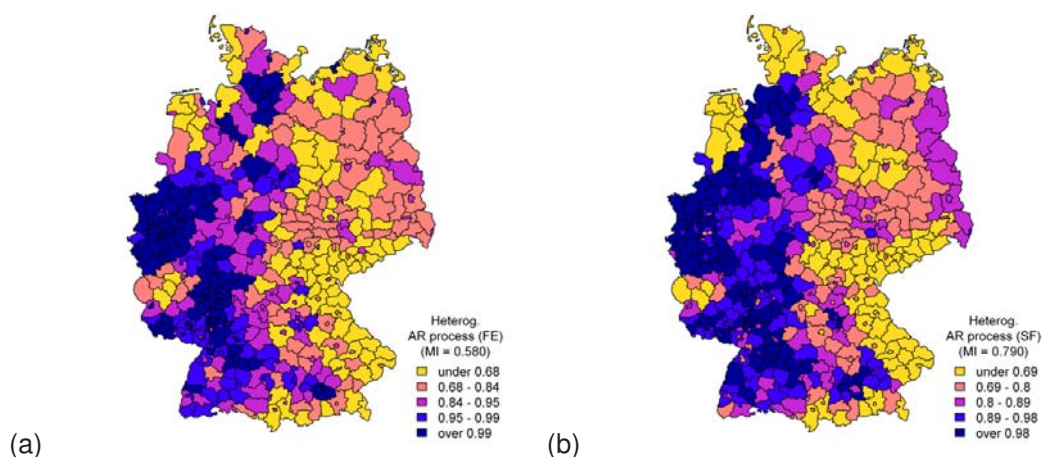 Heterog.
AR process (FE)
(MI = 0.580)
under 0.68
0.68 - 0.84
0.84 - 0.95
0.95 - 0.99
over 0.99
(a)
Heterog.
AR process (SF)
(MI = 0.790)
under 0.69
0.69 - 0.8
0.8 - 0.89
0.89 - 0.98
over 0.98
(b)